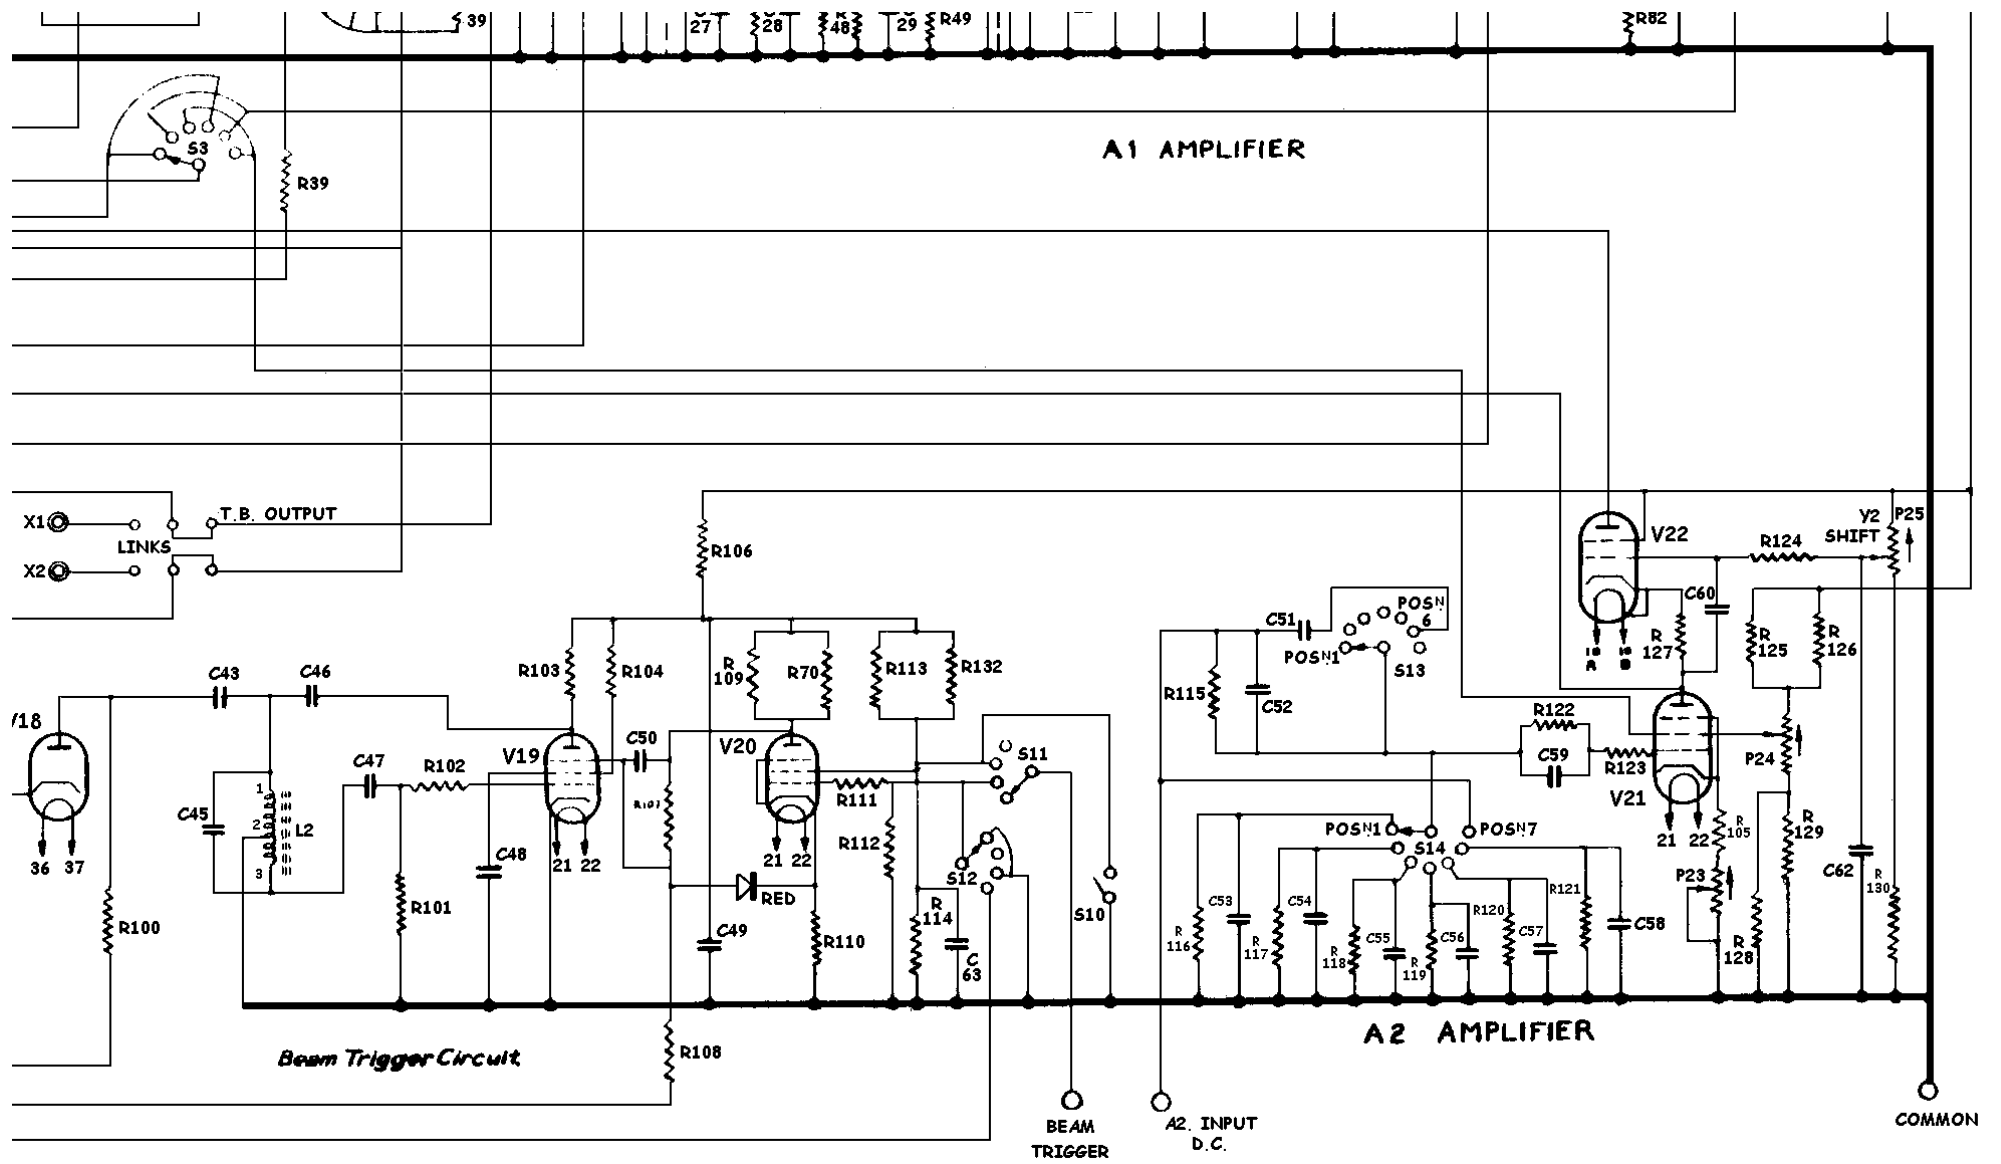 39
27
28
48
29
R49
R82
S3
R39
A1 AMPLIFIER
X1
T.B. OUTPUT
LINKS
X2
R106
V22
R124
Y2
SHIFT
P25
C60
R
127
R
125
R
126
C51
POSN
6
POSN1
S13
R115
C52
C43
C46
R103
R104
R
109
R70
R113
R132
V18
C47
R102
V19
C50
V20
S11
R122
C59
R123
P24
V21
1
2
3
L2
C45
R111
R107
R112
36 37
21 22
21 22
21 22
C48
S12
S10
POSN1
POSN7
S14
R
105
R
129
P23
C62
R
130
R100
R101
RED
C49
R110
R
114
C
63
R
116
C53
R
117
C54
R
118
C55
R
119
C56
R120
C57
R121
C58
R
128
Beam Trigger Circuit
R108
A2 AMPLIFIER
BEAM
TRIGGER
A2. INPUT
D.C.
COMMON